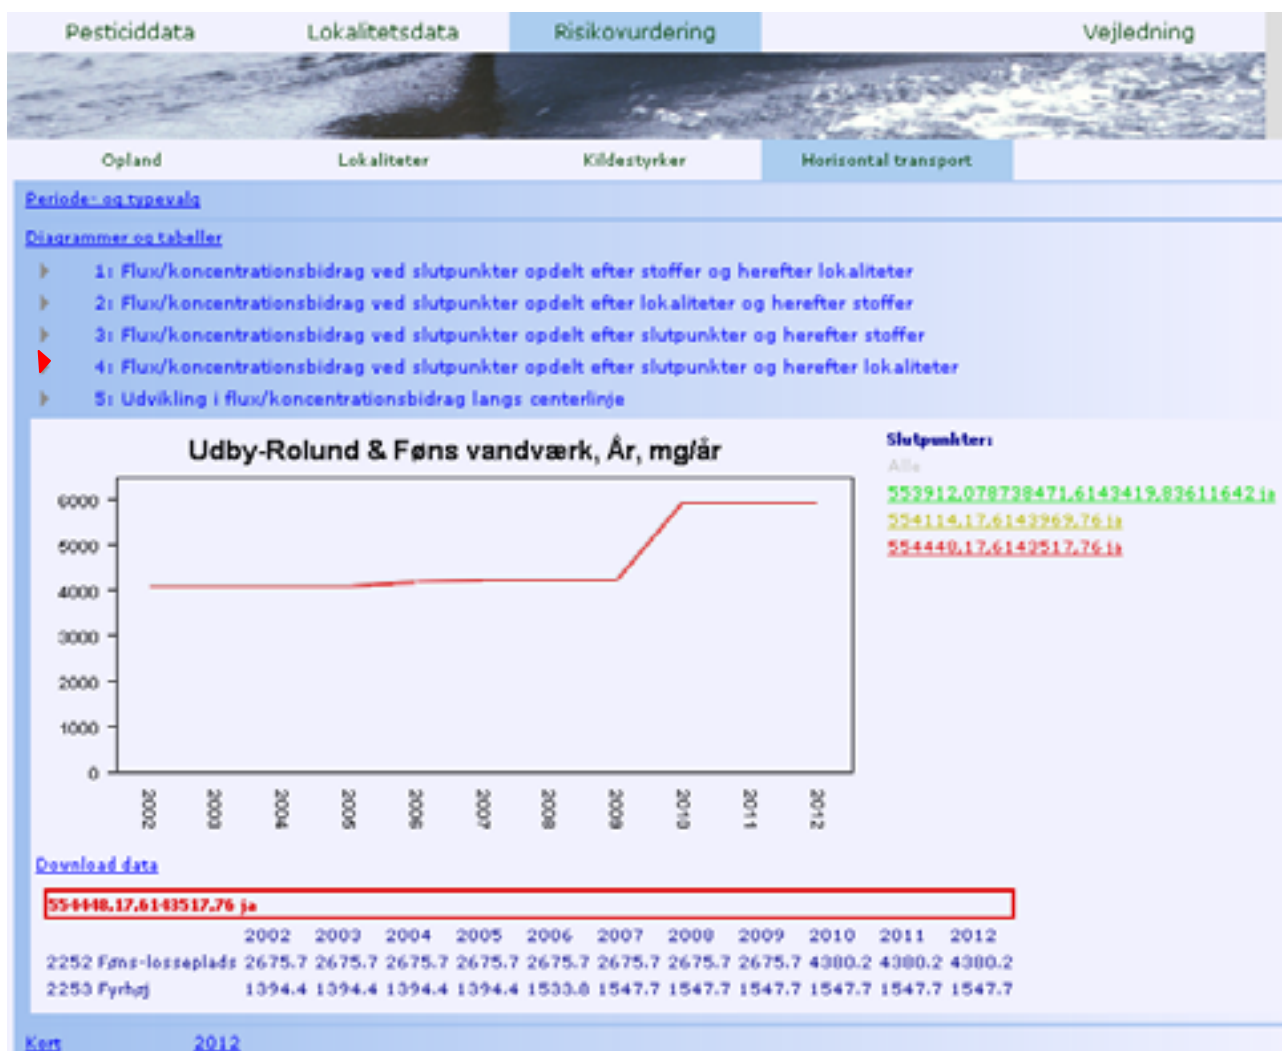 Pesticiddata Lokalitetsdata Risikovurdering Vejledning
Opland Lokaliteter Kildestyrker Horisontal transport
Periode- og typevalg
Diagrammer og tabeller
1: Flux/koncentrationsbidrag ved slutpunkter opdelt efter stoffer og herefter lokaliteter
2: Flux/koncentrationsbidrag ved slutpunkter opdelt efter lokaliteter og herefter stoffer
3: Flux/koncentrationsbidrag ved slutpunkter opdelt efter slutpunkter og herefter stoffer
4: Flux/koncentrationsbidrag ved slutpunkter opdelt efter slutpunkter og herefter lokaliteter
5: Udvikling i flux/koncentrationsbidrag langs centerlinje
Udby-Rolund & Føns vandværk, År, mg/år
6000
5000
4000
3000
2000
1000
0
2002 2003 2004 2005 2006 2007 2008 2009 2010 2011 2012
Slutpunkter:
Alle
553912,078738471,6143419,83611642 ja
554114,17,6143969,76 ja
554448,17,6143517,76 ja
Download data
554448,17,6143517,76 ja
2002 2003 2004 2005 2006 2007 2008 2009 2010 2011 2012
2252 Føns-losseplads 2675.7 2675.7 2675.7 2675.7 2675.7 2675.7 2675.7 2675.7 4380.2 4380.2 4380.2
2253 Fyrhøj 1394.4 1394.4 1394.4 1394.4 1533.8 1547.7 1547.7 1547.7 1547.7 1547.7 1547.7
Kort 2012